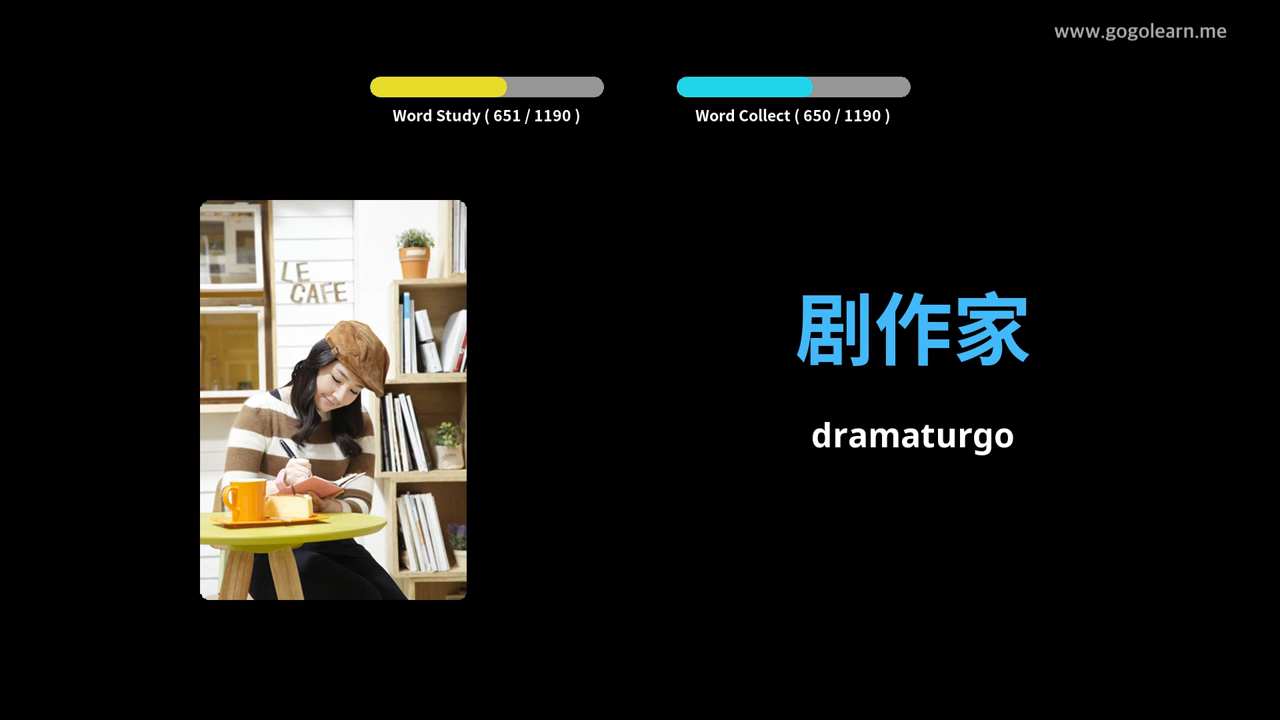 www.gogolearn.me
Word Study ( 651 / 1190 )
Word Collect ( 650 / 1190 )
LE
CAFE
剧作家
dramaturgo